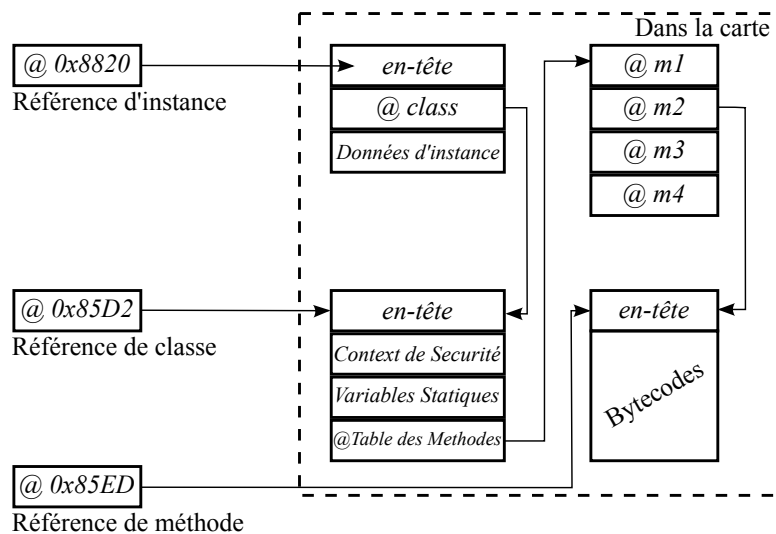 Dans la carte
@ 0x8820
Référence d'instance
en-tête
@ class
Données d'instance
@ m1
@ m2
@ m3
@ m4
@ 0x85D2
Référence de classe
en-tête
Context de Securité
Variables Statiques
@Table des Methodes
en-tête
Bytecodes
@ 0x85ED
Référence de méthode